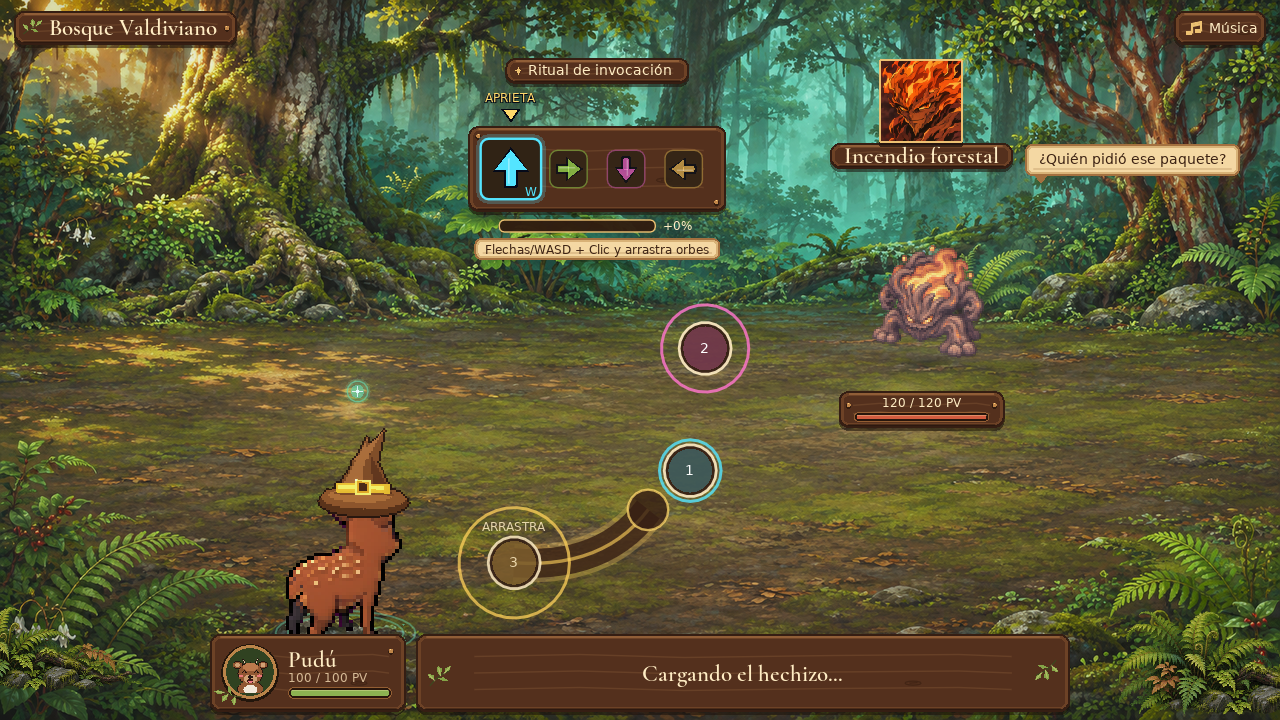 Bosque Valdiviano
Música
Ritual de invocación
APRIETA
W
+0%
Flechas/WASD + Clic y arrastra orbes
Incendio forestal
¿Quién pidió ese paquete?
2
120 / 120 PV
1
ARRASTRA
3
Pudú
100 / 100 PV
Cargando el hechizo...